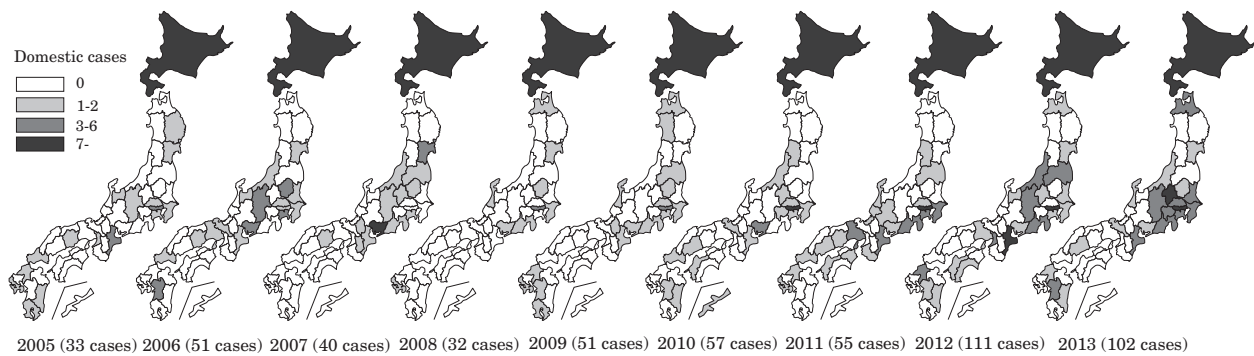 Domestic cases
0
1-2
3-6
7-
2005 (33 cases) 2006 (51 cases) 2007 (40 cases) 2008 (32 cases) 2009 (51 cases) 2010 (57 cases) 2011 (55 cases) 2012 (111 cases) 2013 (102 cases)